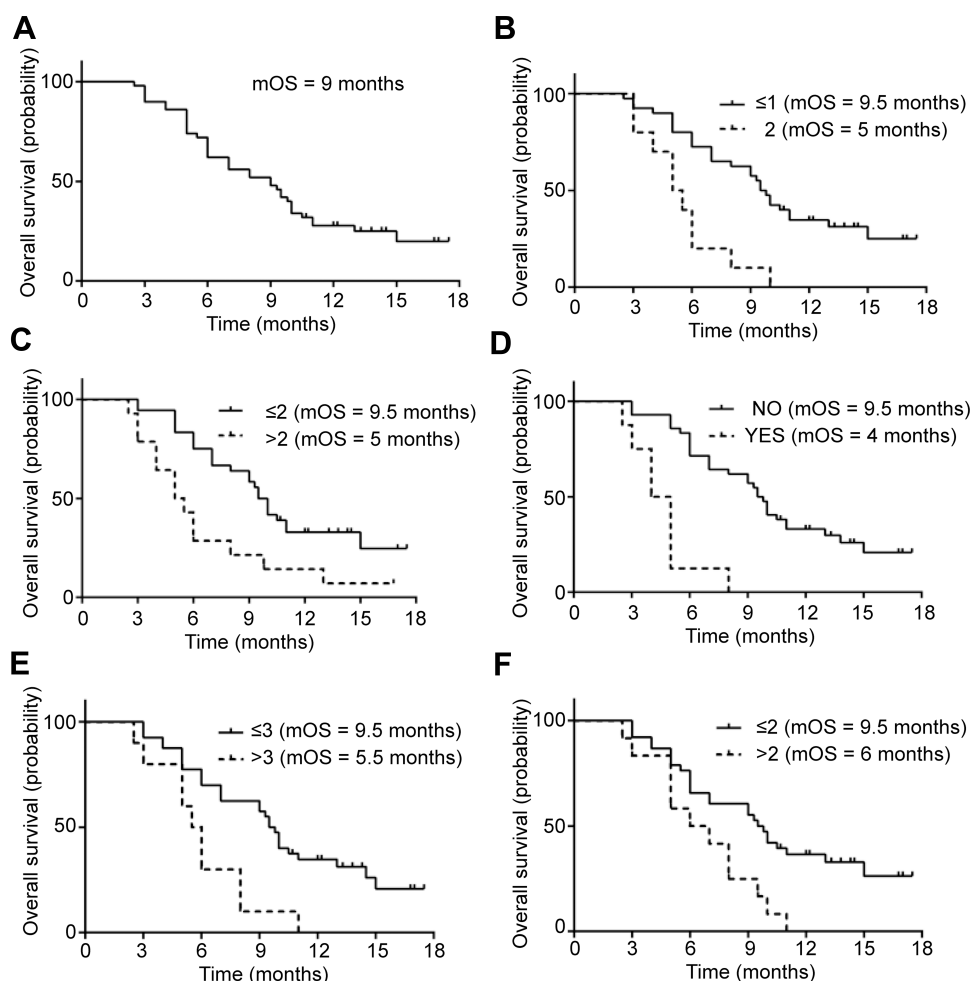 A
Overall survival (probability)
mOS = 9 months
100
50
0
0 3 6 9 12 15 18
Time (months)
B
Overall survival (probability)
≤1 (mOS = 9.5 months)
2 (mOS = 5 months)
100
50
0
0 3 6 9 12 15 18
Time (months)
C
Overall survival (probability)
≤2 (mOS = 9.5 months)
>2 (mOS = 5 months)
100
50
0
0 3 6 9 12 15 18
Time (months)
D
Overall survival (probability)
NO (mOS = 9.5 months)
YES (mOS = 4 months)
100
50
0
0 3 6 9 12 15 18
Time (months)
E
Overall survival (probability)
≤3 (mOS = 9.5 months)
>3 (mOS = 5.5 months)
100
50
0
0 3 6 9 12 15 18
Time (months)
F
Overall survival (probability)
≤2 (mOS = 9.5 months)
>2 (mOS = 6 months)
100
50
0
0 3 6 9 12 15 18
Time (months)